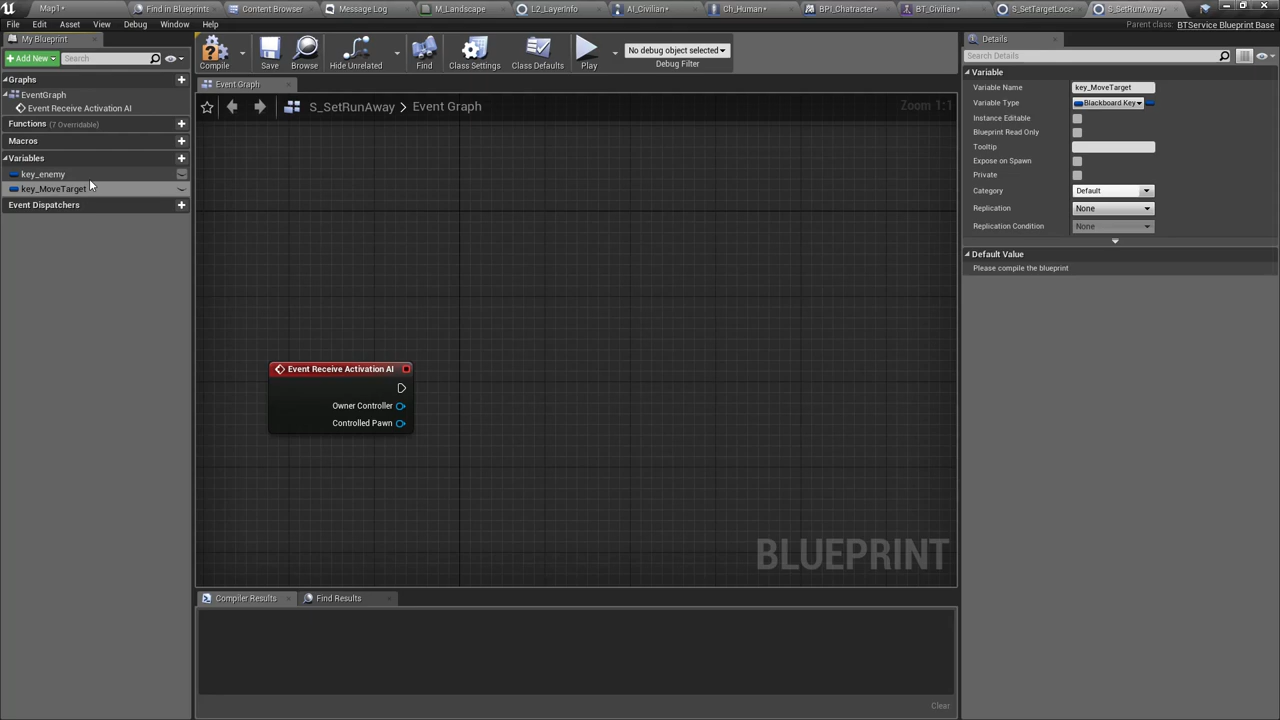 Map1• Find in Blueprints Content Browser Message Log M_Landscape L2_LayerInfo AI_Civilian• Ch_Human• BPI_Chatracter• BT_Civilian• S_SetTargetLoca• S_SetRunAway•
File Edit Asset View Debug Window Help
Parent class: BTService Blueprint Base
My Blueprint
+ Add New Search
Compile Save Browse Find Hide Unrelated Class Settings Class Defaults Play
No debug object selected
Debug Filter
Graphs
EventGraph
Event Receive Activation AI
Functions (7 Overridable)
Macros
Variables
key_enemy
key_MoveTarget
Event Dispatchers
Event Graph
S_SetRunAway > Event Graph
Zoom 1:1
Event Receive Activation AI
Owner Controller
Controlled Pawn
BLUEPRINT
Compiler Results Find Results
Clear
Details
Search Details
Variable
Variable Name key_MoveTarget
Variable Type Blackboard Key
Instance Editable
Blueprint Read Only
Tooltip
Expose on Spawn
Private
Category Default
Replication None
Replication Condition None
Default Value
Please compile the blueprint